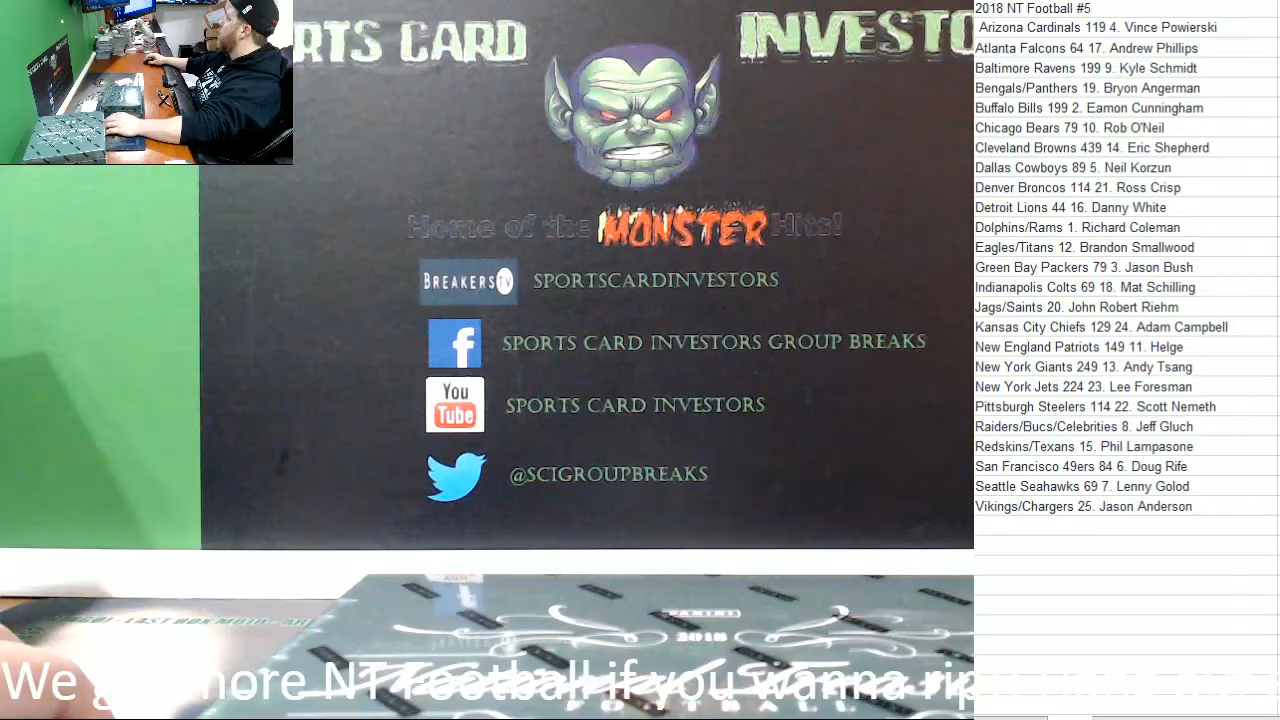 RTS CARD INVESTO
Home of the MONSTER Hits!
BREAKERS TV SPORTSCARDINVESTORS
f SPORTS CARD INVESTORS GROUP BREAKS
You Tube SPORTS CARD INVESTORS
@SCIGROUPBREAKS
PANINI
2018
We more NT Football if you wanna rip
2018 NT Football #5
Arizona Cardinals 119 4. Vince Powierski
Atlanta Falcons 64 17. Andrew Phillips
Baltimore Ravens 199 9. Kyle Schmidt
Bengals/Panthers 19. Bryon Angerman
Buffalo Bills 199 2. Eamon Cunningham
Chicago Bears 79 10. Rob O'Neil
Cleveland Browns 439 14. Eric Shepherd
Dallas Cowboys 89 5. Neil Korzun
Denver Broncos 114 21. Ross Crisp
Detroit Lions 44 16. Danny White
Dolphins/Rams 1. Richard Coleman
Eagles/Titans 12. Brandon Smallwood
Green Bay Packers 79 3. Jason Bush
Indianapolis Colts 69 18. Mat Schilling
Jags/Saints 20. John Robert Riehm
Kansas City Chiefs 129 24. Adam Campbell
New England Patriots 149 11. Helge
New York Giants 249 13. Andy Tsang
New York Jets 224 23. Lee Foresman
Pittsburgh Steelers 114 22. Scott Nemeth
Raiders/Bucs/Celebrities 8. Jeff Gluch
Redskins/Texans 15. Phil Lampasone
San Francisco 49ers 84 6. Doug Rife
Seattle Seahawks 69 7. Lenny Golod
Vikings/Chargers 25. Jason Anderson